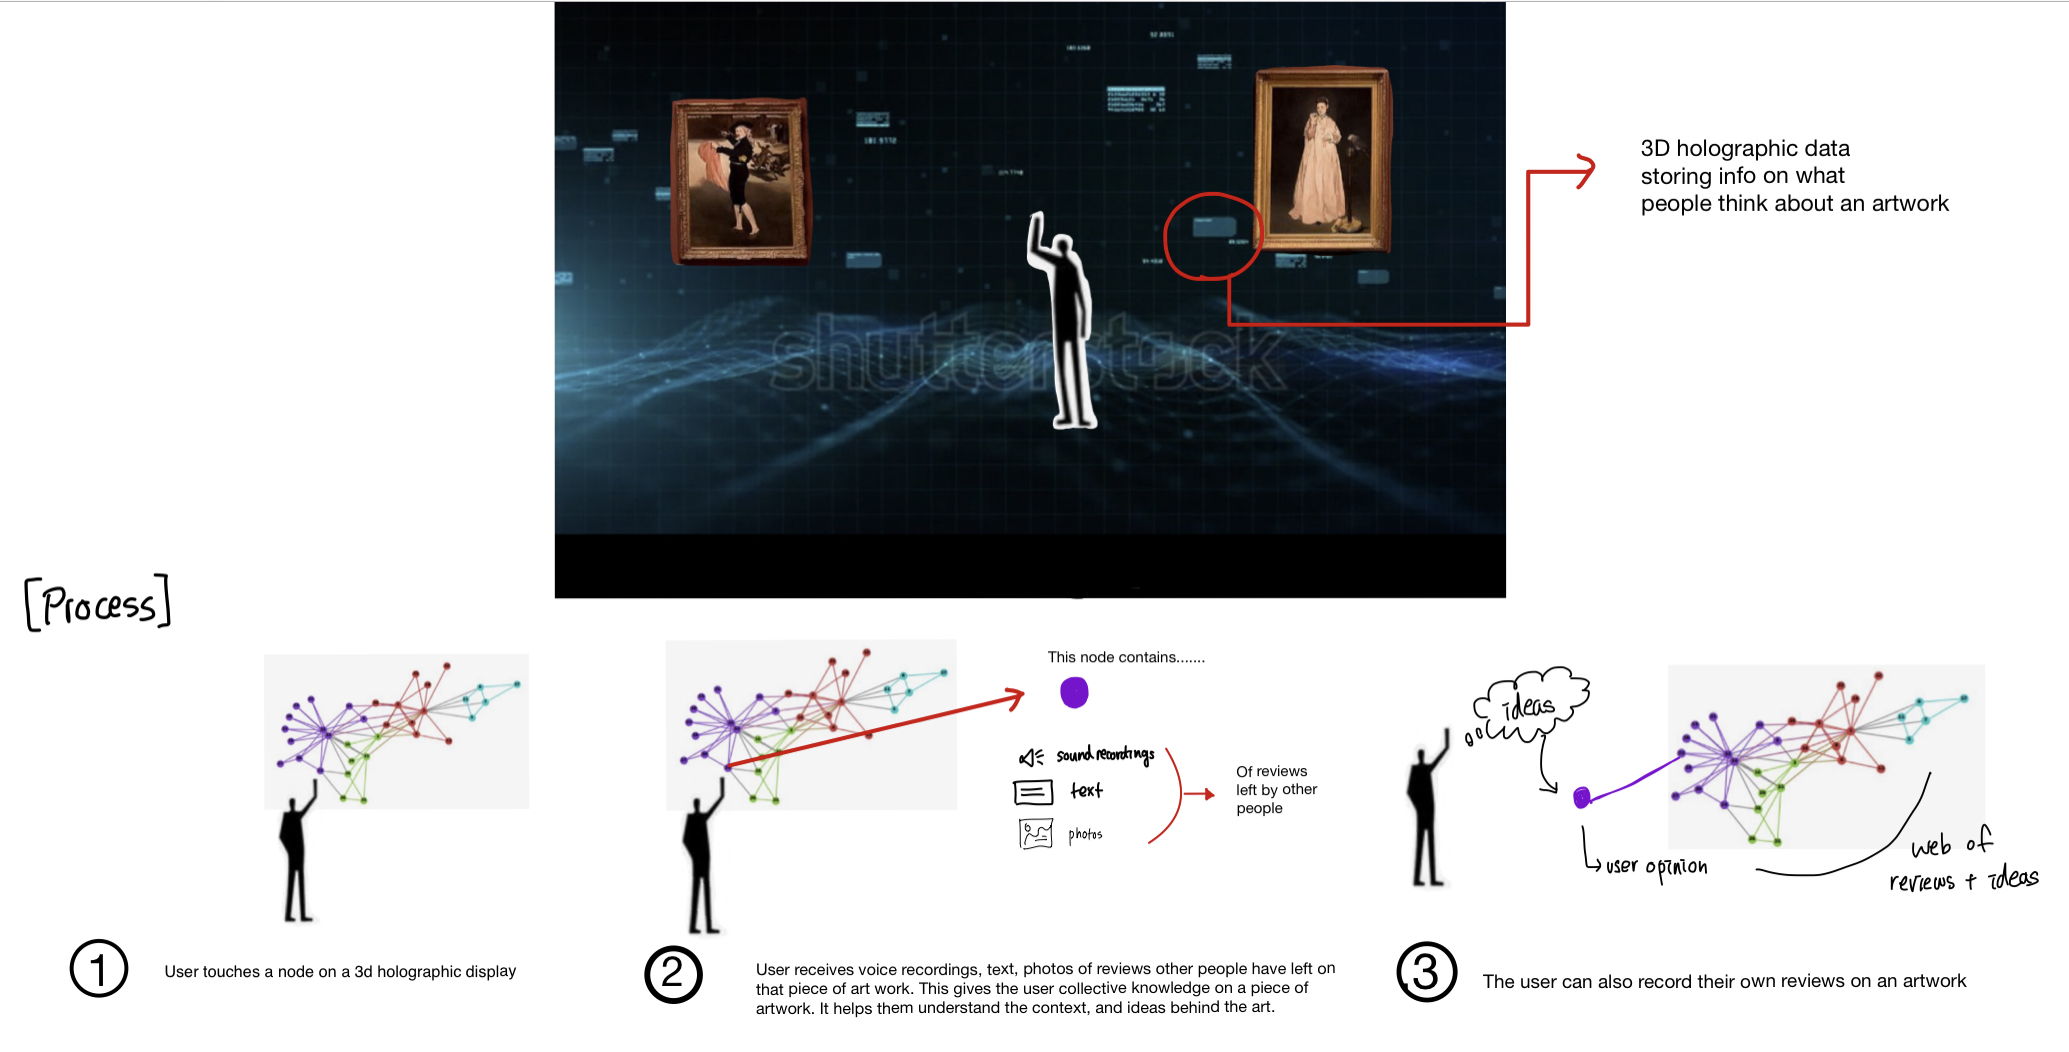 52.0051
181.5772
shutterstock
3D holographic data
storing info on what
people think about an artwork
[Process]
This node contains.......
sound recordings
text
photos
Of reviews
left by other
people
ideas
user opinion
web of
reviews + ideas
1
User touches a node on a 3d holographic display
2
User receives voice recordings, text, photos of reviews other people have left on
that piece of art work. This gives the user collective knowledge on a piece of
artwork. It helps them understand the context, and ideas behind the art.
3
The user can also record their own reviews on an artwork